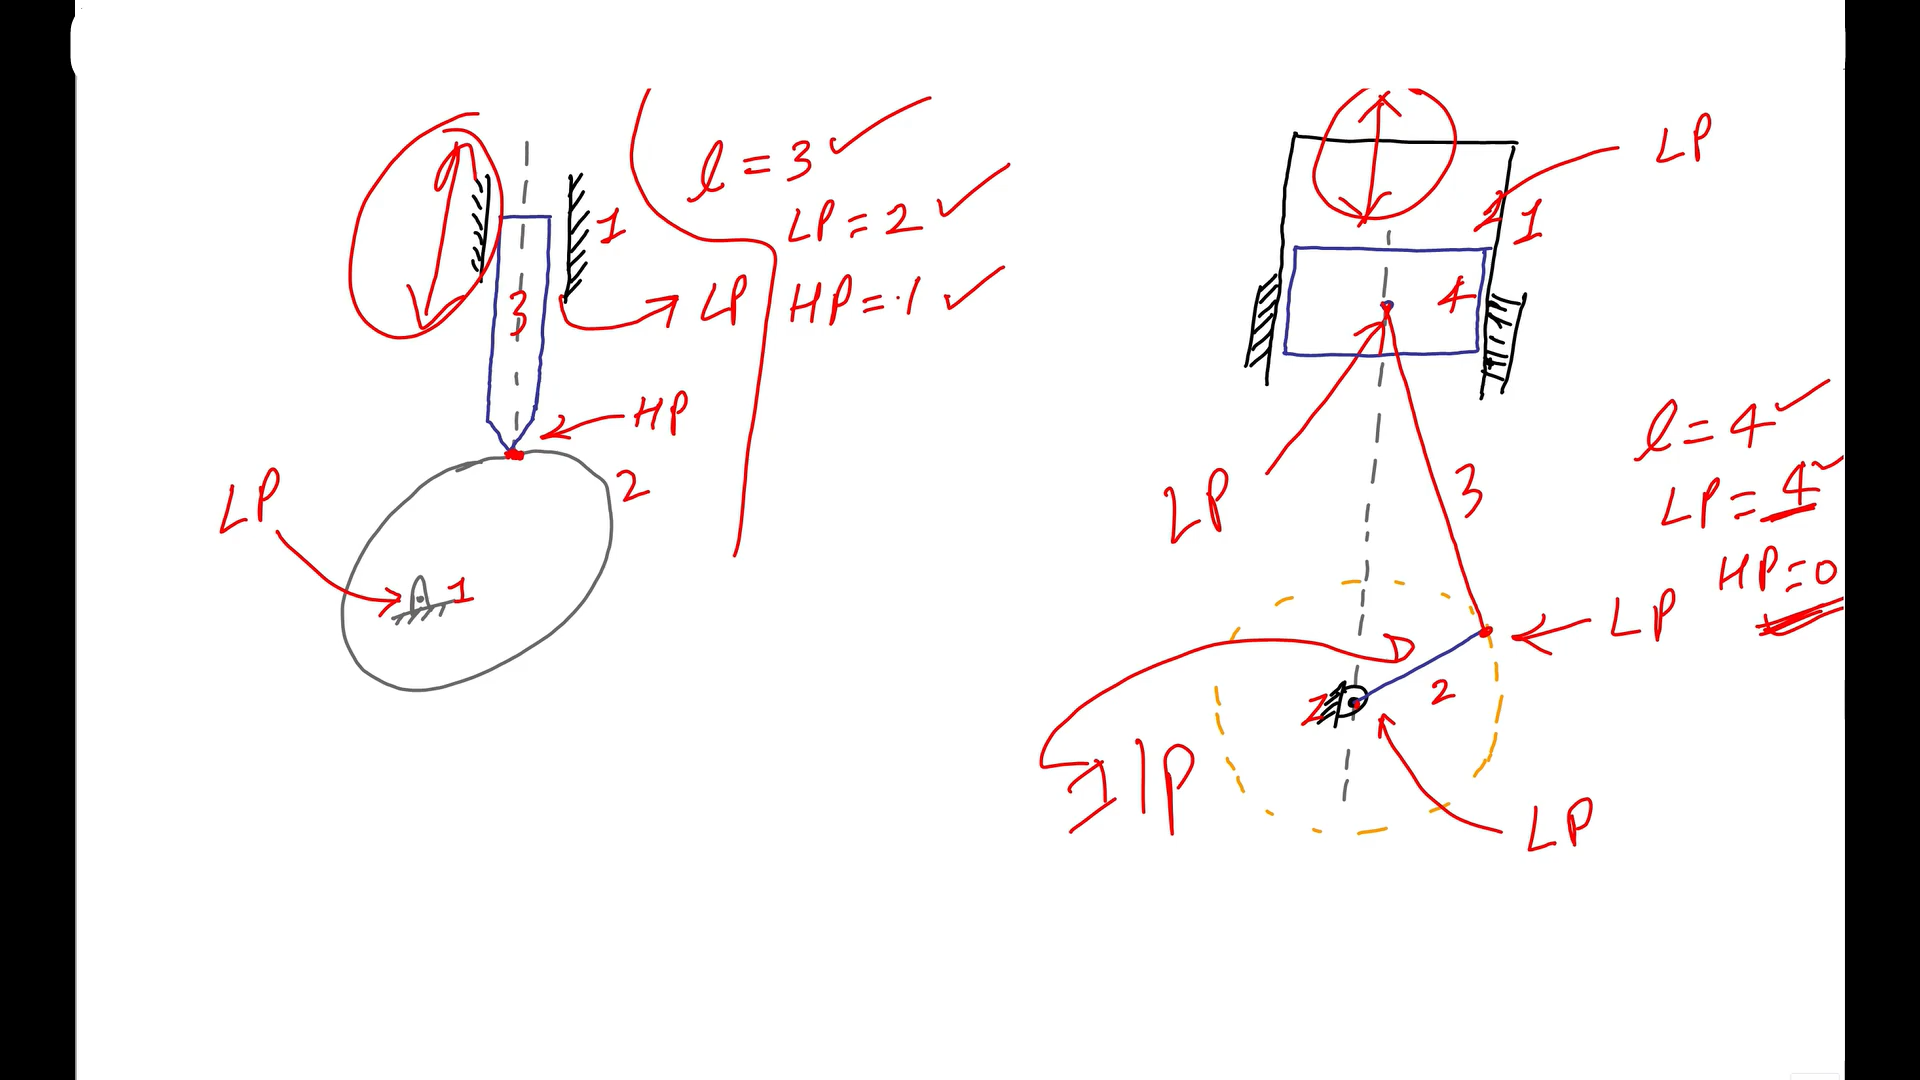 l = 3 ✓
LP = 2 ✓
HP = 1 ✓
1
3
LP
HP
2
LP
1
LP
1
4
LP
3
l = 4 ✓
LP = 4 ✓
HP = 0
LP
2
I/P
LP